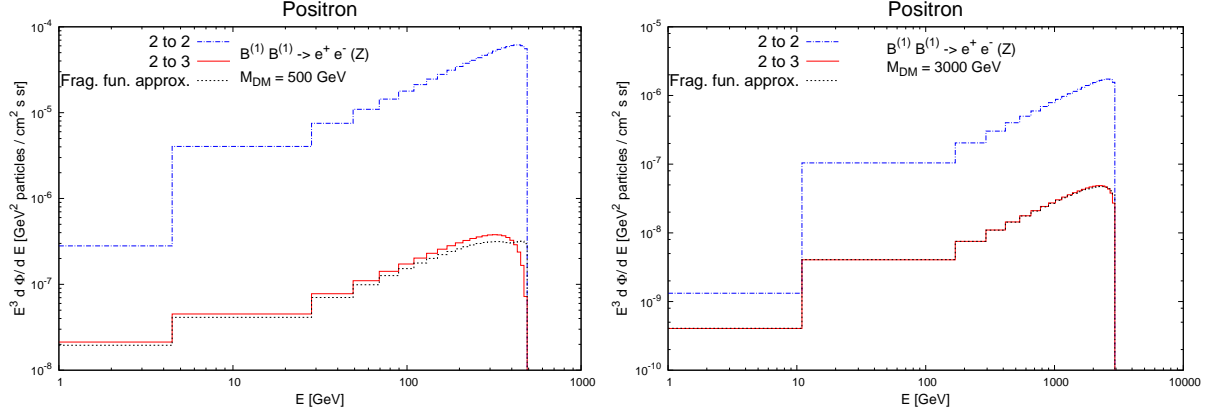 Positron
E³ d Φ/ d E [GeV² particles / cm² s sr]
10⁻⁴
10⁻⁵
10⁻⁶
10⁻⁷
10⁻⁸
2 to 2
2 to 3
Frag. fun. approx.
B⁽¹⁾ B⁽¹⁾ -> e⁺ e⁻ (Z)
M_DM = 500 GeV
1
10
100
1000
E [GeV]
Positron
E³ d Φ/ d E [GeV² particles / cm² s sr]
10⁻⁵
10⁻⁶
10⁻⁷
10⁻⁸
10⁻⁹
10⁻¹⁰
2 to 2
2 to 3
Frag. fun. approx.
B⁽¹⁾ B⁽¹⁾ -> e⁺ e⁻ (Z)
M_DM = 3000 GeV
1
10
100
1000
10000
E [GeV]